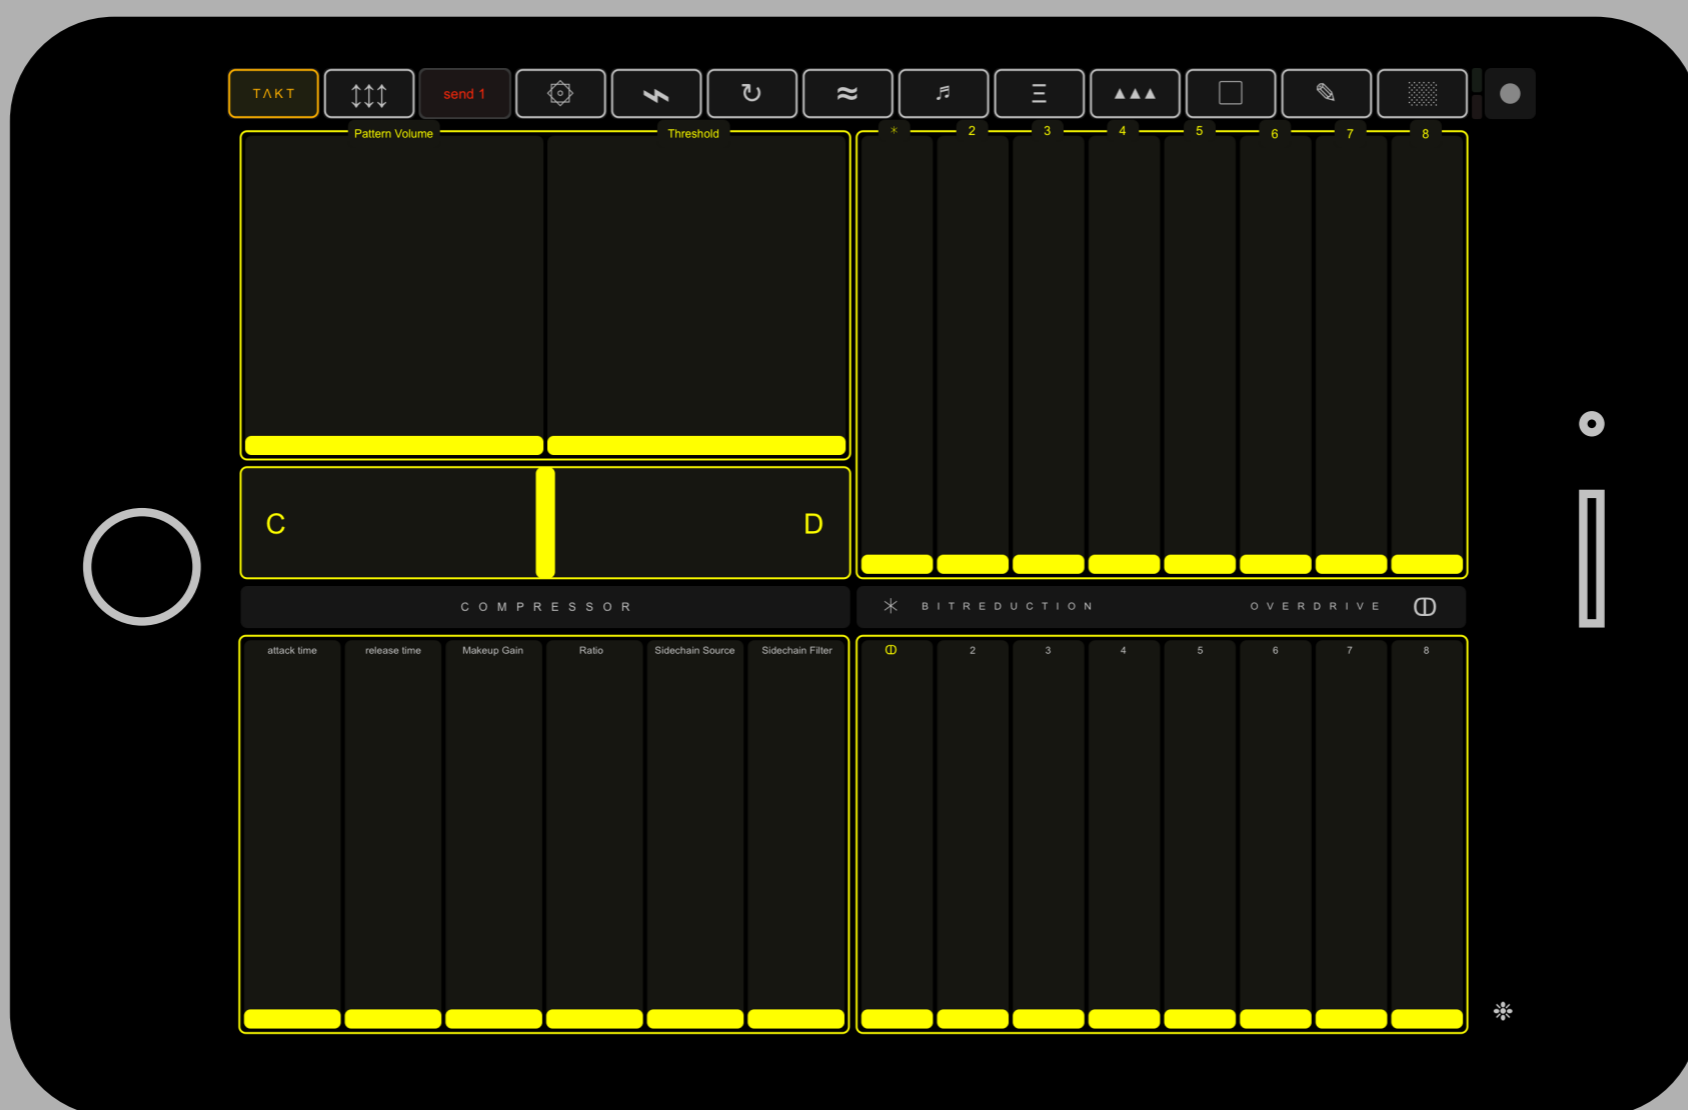 TΛKT
send 1
Pattern Volume Threshold
2 3 4 5 6 7 8
C D
COMPRESSOR
BITREDUCTION OVERDRIVE
attack time release time Makeup Gain Ratio Sidechain Source Sidechain Filter
2 3 4 5 6 7 8